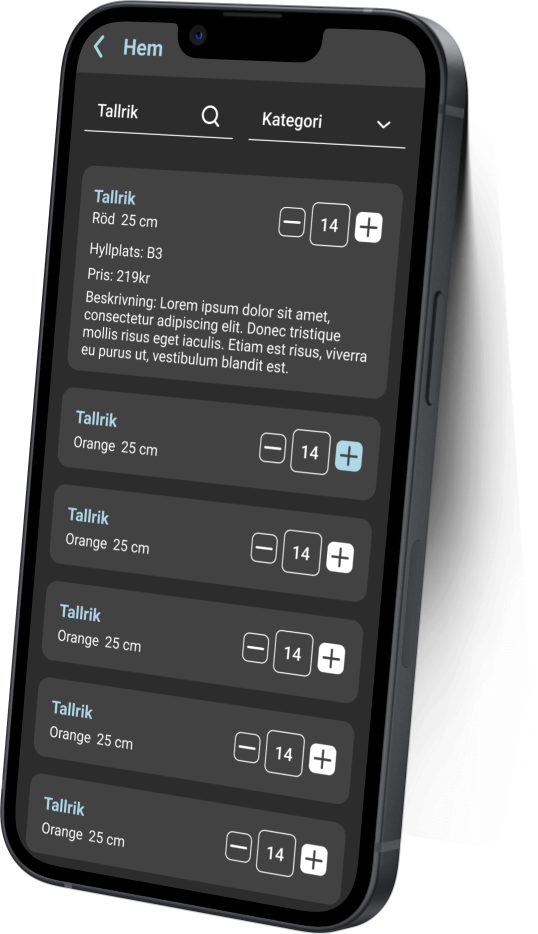 Hem
Tallrik
Kategori
Tallrik
Röd 25 cm
14
Hyllplats: B3
Pris: 219kr
Beskrivning: Lorem ipsum dolor sit amet,
consectetur adipiscing elit. Donec tristique
mollis risus eget iaculis. Etiam est risus, viverra
eu purus ut, vestibulum blandit est.
Tallrik
Orange 25 cm
14
Tallrik
Orange 25 cm
14
Tallrik
Orange 25 cm
14
Tallrik
Orange 25 cm
14
Tallrik
Orange 25 cm
14